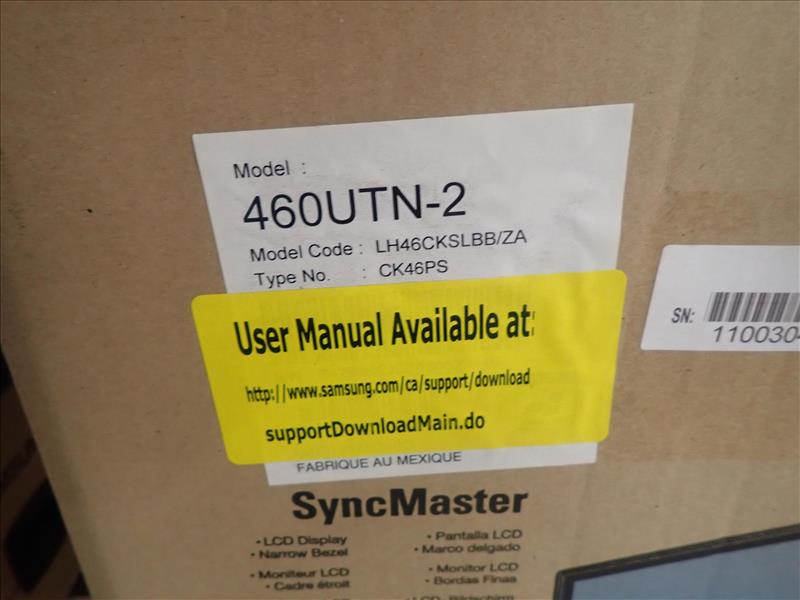 Model :
460UTN-2
Model Code : LH46CKSLBB/ZA
Type No. : CK46PS
User Manual Available at:
http://www.samsung.com/ca/support/download
supportDownloadMain.do
FABRIQUE AU MEXIQUE
SN:
110030
SyncMaster
• LCD Display
• Narrow Bezel
• Moniteur LCD
• Cadre étroit
• Pantalla LCD
• Marco delgado
• Monitor LCD
• Bordas Finas